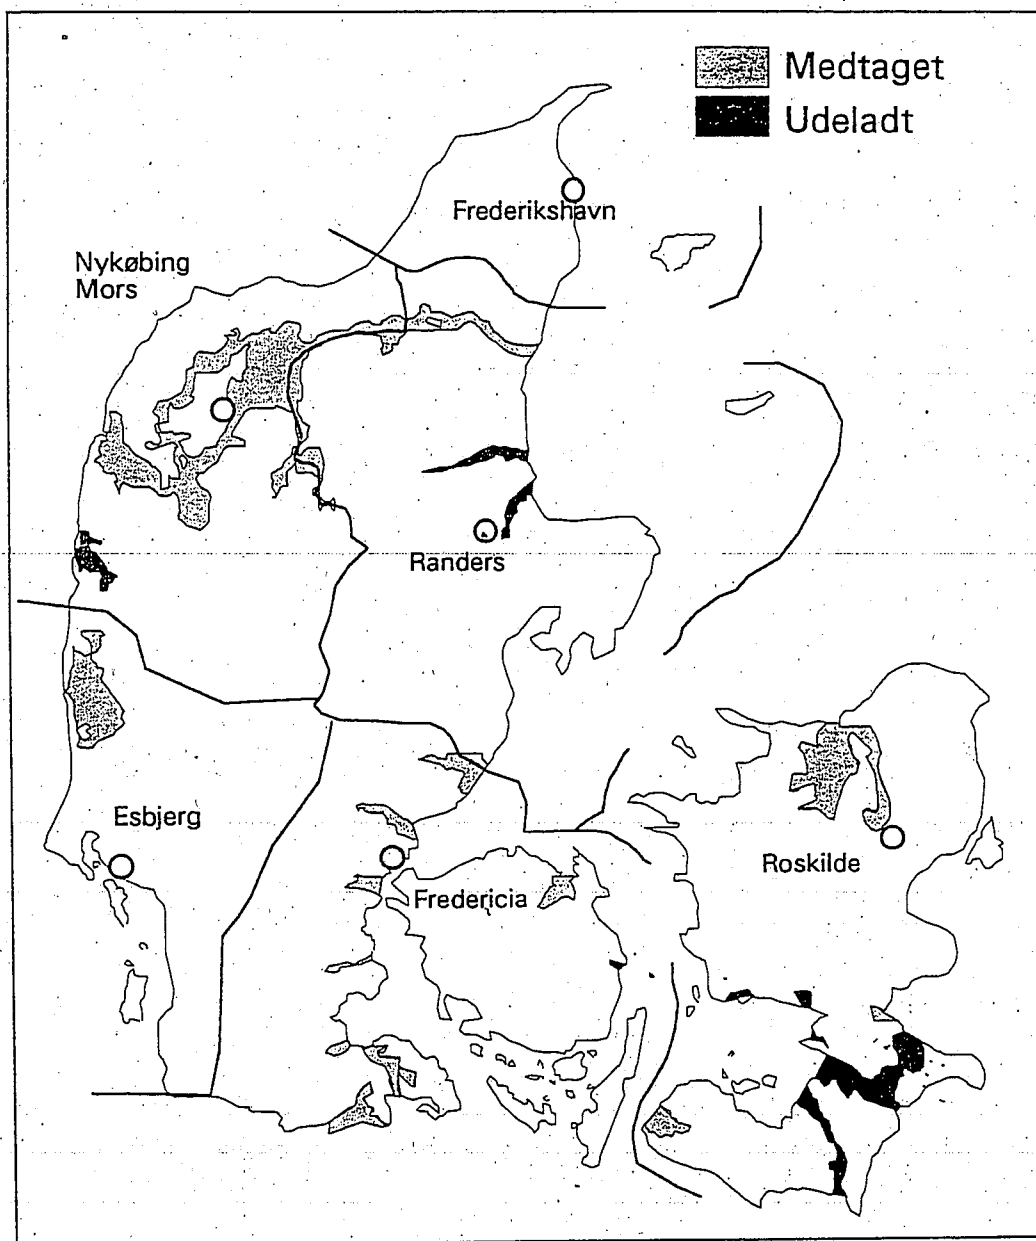 Medtaget
Udeladt
Frederikshavn
Nykøbing
Mors
Randers
Esbjerg
Roskilde
Fredericia